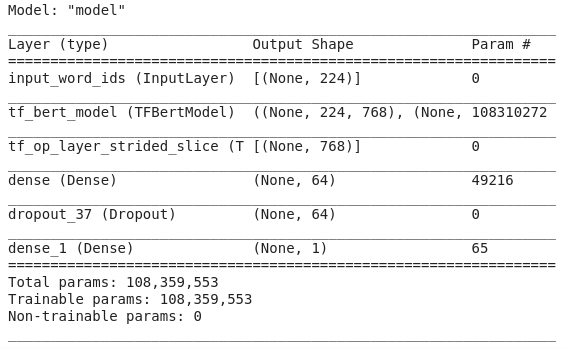 Model: "model"
Layer (type) Output Shape Param #
input_word_ids (InputLayer) [(None, 224)] 0
tf_bert_model (TFBertModel) ((None, 224, 768), (None, 108310272
tf_op_layer_strided_slice (T [(None, 768)] 0
dense (Dense) (None, 64) 49216
dropout_37 (Dropout) (None, 64) 0
dense_1 (Dense) (None, 1) 65
Total params: 108,359,553
Trainable params: 108,359,553
Non-trainable params: 0